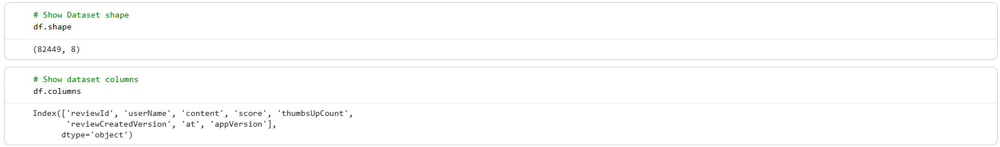 # Show Dataset shape
df.shape
(82449, 8)
# Show dataset columns
df.columns
Index(['reviewId', 'userName', 'content', 'score', 'thumbsUpCount',
       'reviewCreatedVersion', 'at', 'appVersion'],
      dtype='object')